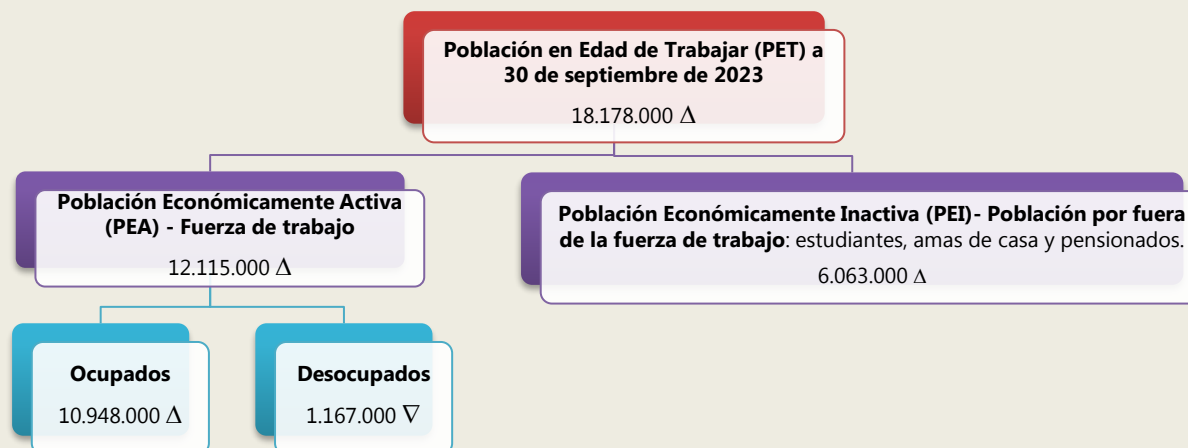 Población en Edad de Trabajar (PET) a
30 de septiembre de 2023
18.178.000 Δ
Población Económicamente Activa
(PEA) - Fuerza de trabajo
12.115.000 Δ
Población Económicamente Inactiva (PEI)- Población por fuera
de la fuerza de trabajo: estudiantes, amas de casa y pensionados.
6.063.000 Δ
Ocupados
10.948.000 Δ
Desocupados
1.167.000 ∇